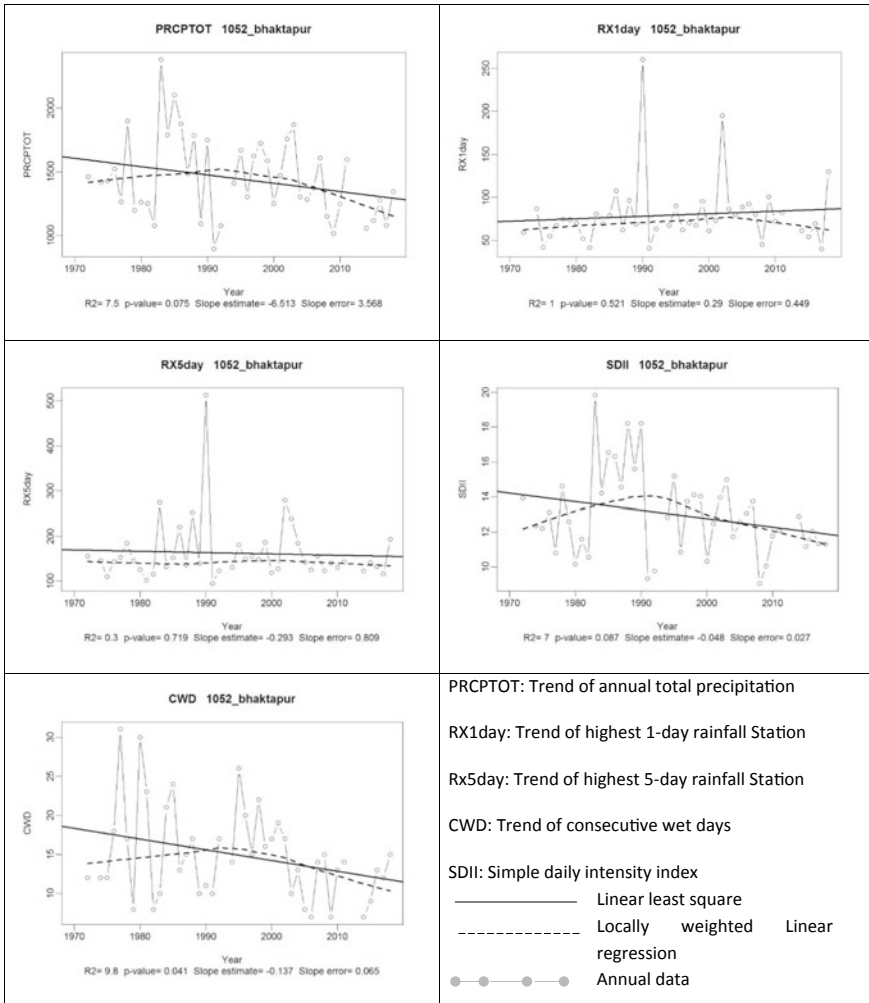 PRCPTOT 1052_bhaktapur
PRCPTOT
2000
1500
1000
1970 1980 1990 2000 2010
Year
R2= 7.5 p-value= 0.075 Slope estimate= -6.513 Slope error= 3.568
RX1day 1052_bhaktapur
RX1day
250
200
150
100
50
1970 1980 1990 2000 2010
Year
R2= 1 p-value= 0.521 Slope estimate= 0.29 Slope error= 0.449
RX5day 1052_bhaktapur
RX5day
500
400
300
200
100
1970 1980 1990 2000 2010
Year
R2= 0.3 p-value= 0.719 Slope estimate= -0.293 Slope error= 0.809
SDII 1052_bhaktapur
SDII
20
18
16
14
12
10
1970 1980 1990 2000 2010
Year
R2= 7 p-value= 0.087 Slope estimate= -0.048 Slope error= 0.027
CWD 1052_bhaktapur
CWD
30
25
20
15
10
1970 1980 1990 2000 2010
Year
R2= 9.8 p-value= 0.041 Slope estimate= -0.137 Slope error= 0.065
PRCPTOT: Trend of annual total precipitation
RX1day: Trend of highest 1-day rainfall Station
Rx5day: Trend of highest 5-day rainfall Station
CWD: Trend of consecutive wet days
SDII: Simple daily intensity index
Linear least square
Locally weighted Linear
regression
Annual data